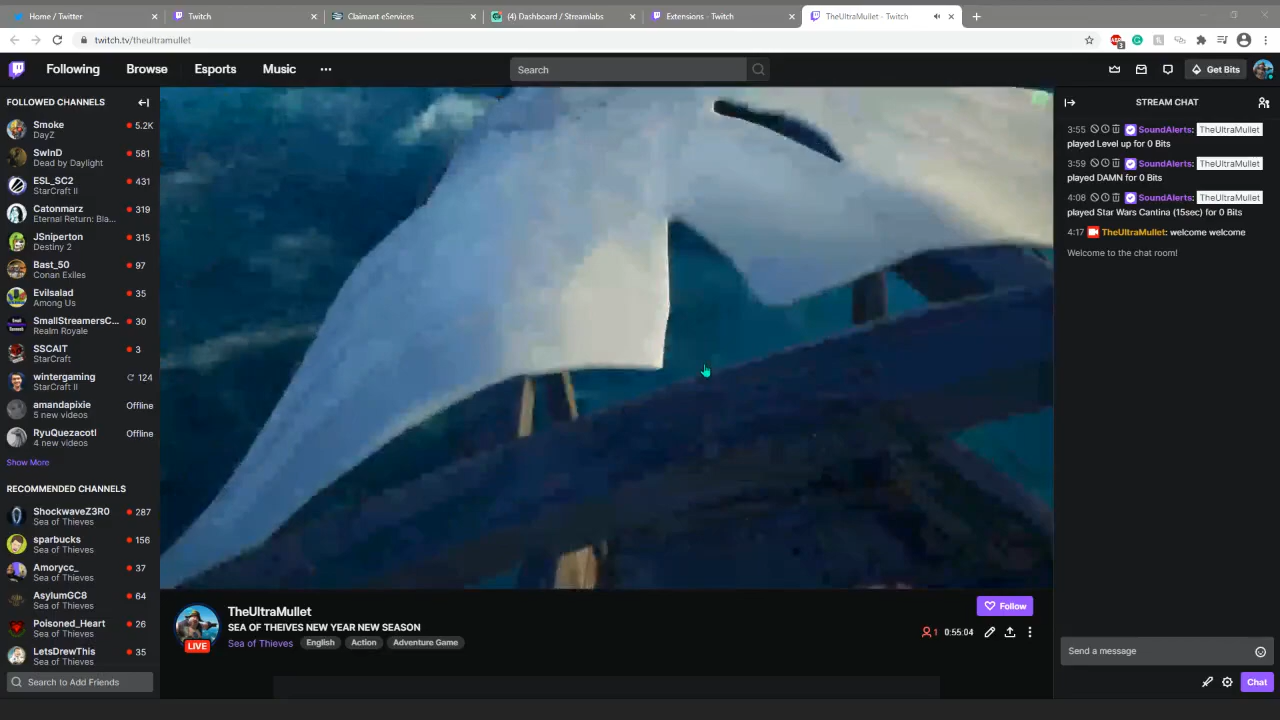 Home / Twitter
Twitch
Claimant eServices
(4) Dashboard / Streamlabs
Extensions - Twitch
TheUltraMullet - Twitch
twitch.tv/theultramullet
3
Following
Browse
Esports
Music
Search
Get Bits
FOLLOWED CHANNELS
Smoke 5.2K
DayZ
SwinD 581
Dead by Daylight
ESL_SC2 431
StarCraft II
Catonmarz 319
Eternal Return: Bla...
JSniperton 315
Destiny 2
Bast_50 97
Conan Exiles
Evilsalad 35
Among Us
SmallStreamersC... 30
Realm Royale
SSCAIT 3
StarCraft
wintergaming 124
StarCraft II
amandapixie Offline
5 new videos
RyuQuezacotl Offline
4 new videos
Show More
RECOMMENDED CHANNELS
ShockwaveZ3R0 287
Sea of Thieves
sparbucks 156
Sea of Thieves
Amorycc_ 37
Sea of Thieves
AsylumGC8 64
Sea of Thieves
Poisoned_Heart 26
Sea of Thieves
LetsDrewThis 35
Sea of Thieves
Search to Add Friends
LIVE
TheUltraMullet
SEA OF THEIVES NEW YEAR NEW SEASON
Sea of Thieves English Action Adventure Game
Follow
1 0:55:04
STREAM CHAT
3:55 SoundAlerts: TheUltraMullet
played Level up for 0 Bits
3:59 SoundAlerts: TheUltraMullet
played DAMN for 0 Bits
4:08 SoundAlerts: TheUltraMullet
played Star Wars Cantina (15sec) for 0 Bits
4:17 TheUltraMullet: welcome welcome
Welcome to the chat room!
Send a message
Chat